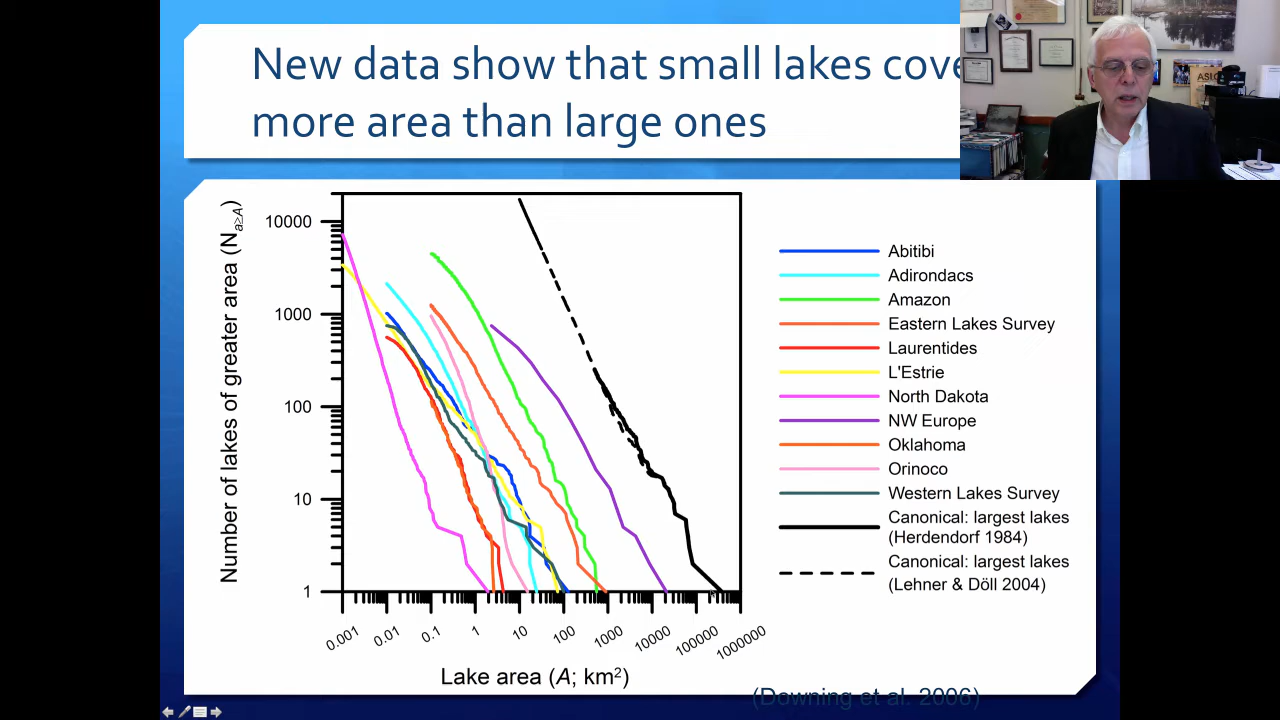 New data show that small lakes cove
more area than large ones
ASLO
Number of lakes of greater area (Na≥A)
10000
1000
100
10
1
0.001 0.01 0.1 1 10 100 1000 10000 100000 1000000
Lake area (A; km²)
Abitibi
Adirondacs
Amazon
Eastern Lakes Survey
Laurentides
L'Estrie
North Dakota
NW Europe
Oklahoma
Orinoco
Western Lakes Survey
Canonical: largest lakes
(Herdendorf 1984)
Canonical: largest lakes
(Lehner & Döll 2004)
(Downing et al. 2006)